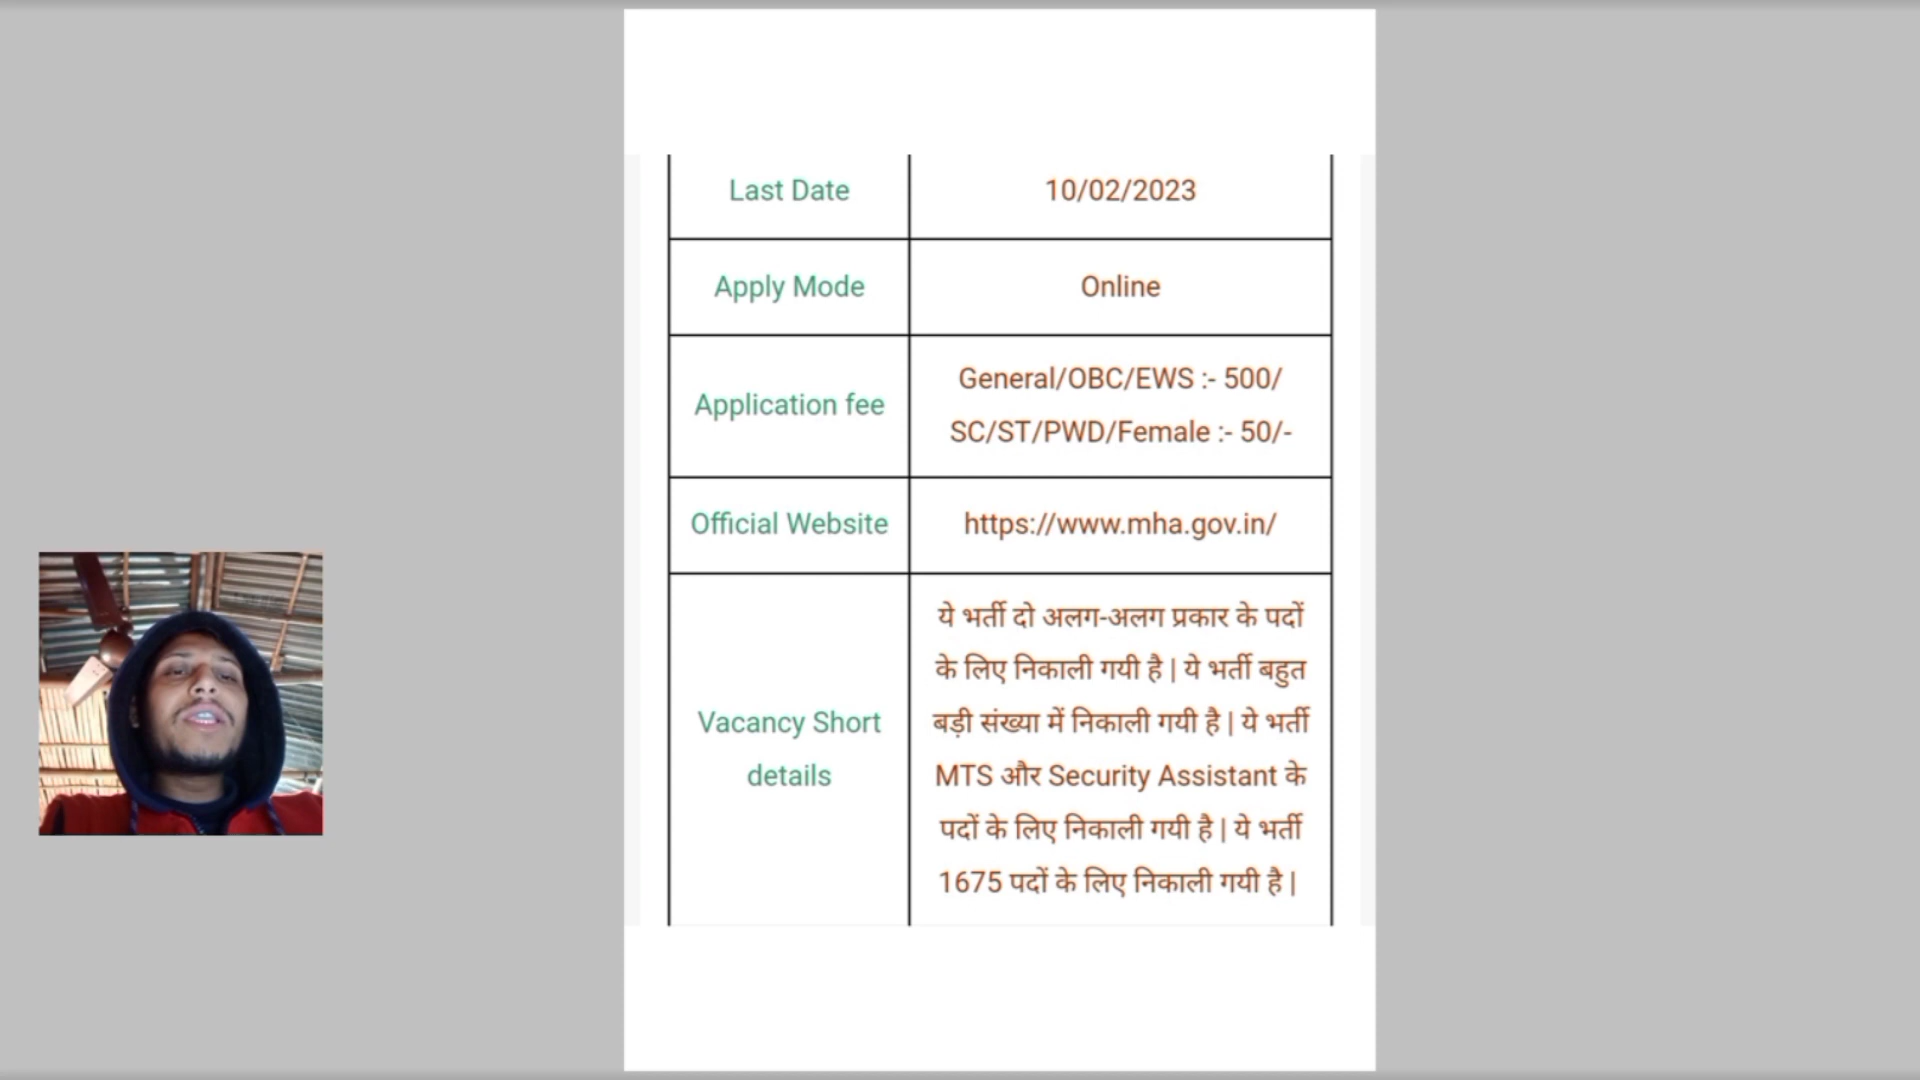 Last Date
10/02/2023
Apply Mode
Online
Application fee
General/OBC/EWS :- 500/
SC/ST/PWD/Female :- 50/-
Official Website
https://www.mha.gov.in/
Vacancy Short
details
ये भर्ती दो अलग-अलग प्रकार के पदों
के लिए निकाली गयी है | ये भर्ती बहुत
बड़ी संख्या में निकाली गयी है | ये भर्ती
MTS और Security Assistant के
पदों के लिए निकाली गयी है | ये भर्ती
1675 पदों के लिए निकाली गयी है |